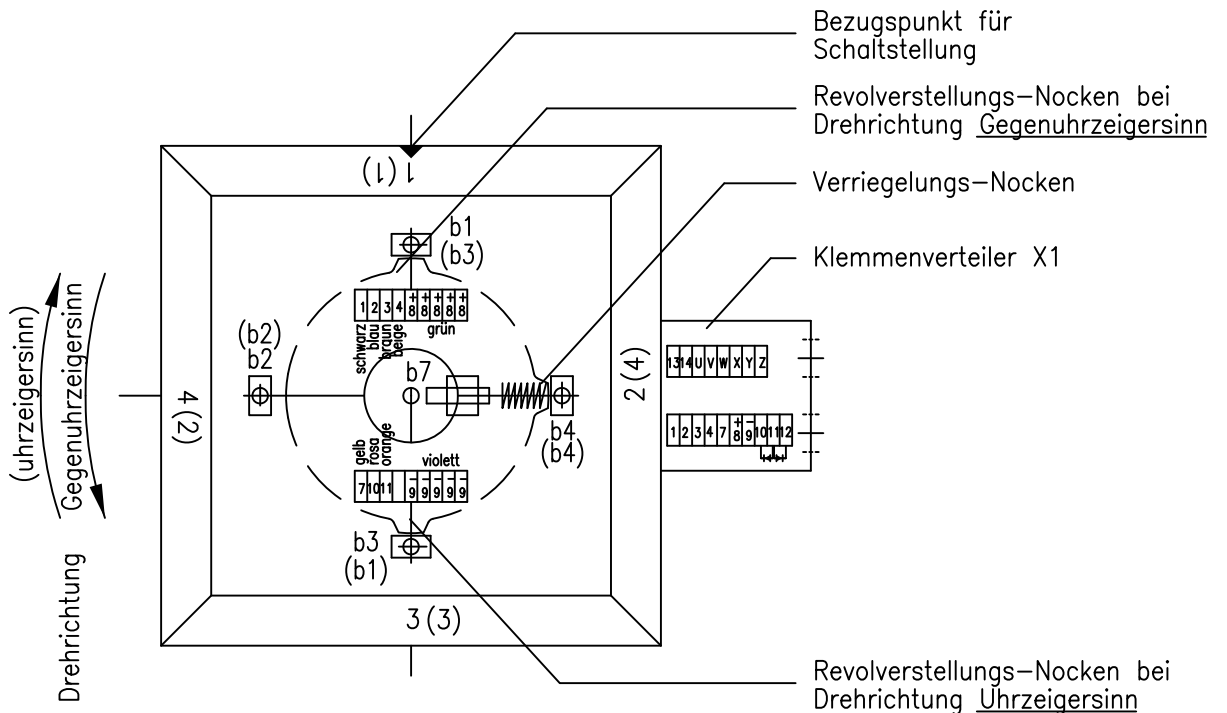 Bezugspunkt für
Schaltstellung
Revolverstellungs-Nocken bei
Drehrichtung Gegenuhrzeigersinn
Verriegelungs-Nocken
Klemmenverteiler X1
1 (1)
b1
(b3)
1 2 3 4 +8 +8 +8 +8 +8
schwarz
blau
braun
beige
grün
(b2)
b2
b7
2 (4)
4 (2)
13 14 U V W X Y Z
b4
(b4)
1 2 3 4 7 +8 -9 10 11 12
gelb
rosa
orange
violett
7 10 11 -9 -9 -9 -9 -9
b3
(b1)
3 (3)
(uhrzeigersinn)
Gegenuhrzeigersinn
Drehrichtung
Revolverstellungs-Nocken bei
Drehrichtung Uhrzeigersinn